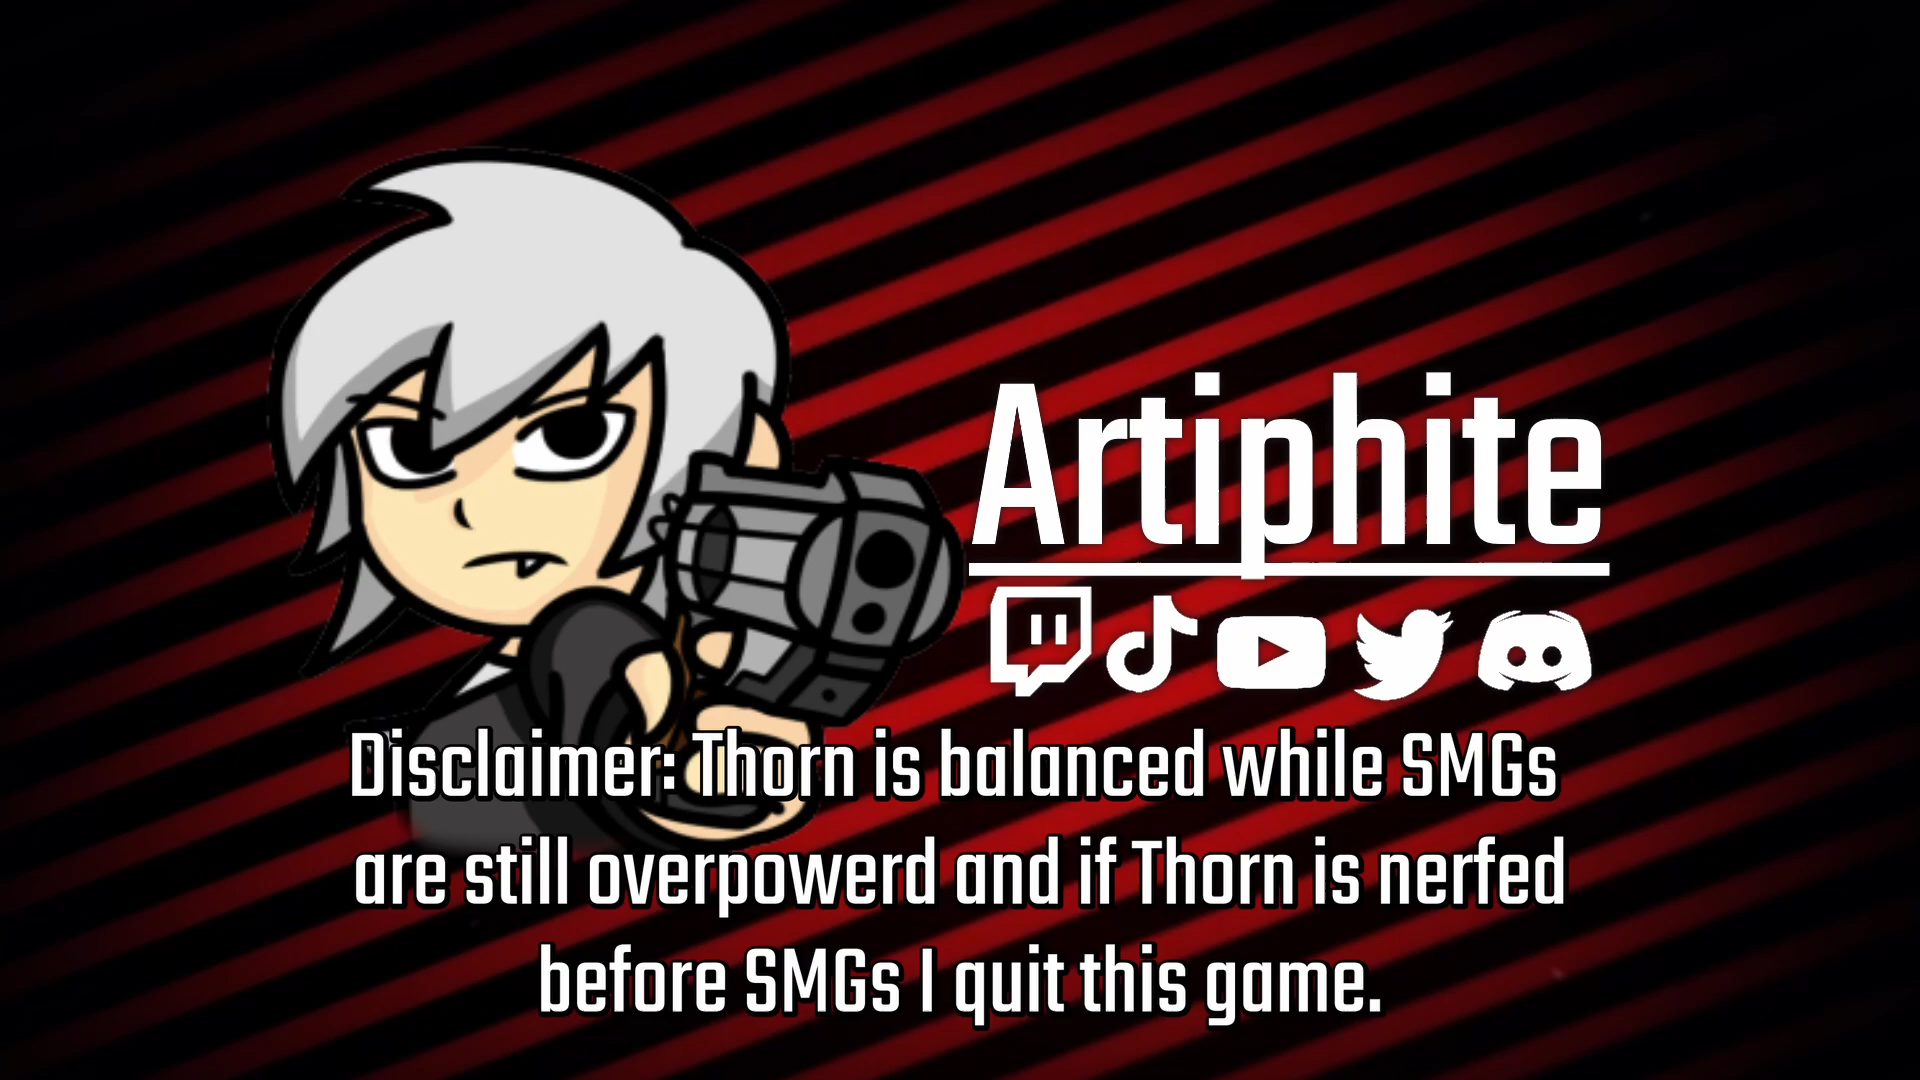 Artiphite
Disclaimer: Thorn is balanced while SMGs
are still overpowerd and if Thorn is nerfed
before SMGs I quit this game.